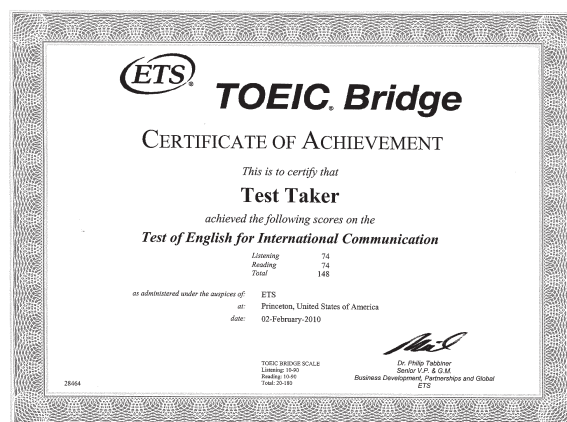 ETS®
TOEIC® Bridge
CERTIFICATE OF ACHIEVEMENT
This is to certify that
Test Taker
achieved the following scores on the
Test of English for International Communication
Listening 74
Reading 74
Total 148
as administered under the auspices of: ETS
at: Princeton, United States of America
date: 02-February-2010
TOEIC BRIDGE SCALE
Listening: 10-90
Reading: 10-90
Total: 20-180
Dr. Philip Tabbiner
Senior V.P. & G.M.
Business Development, Partnerships and Global
ETS
28464